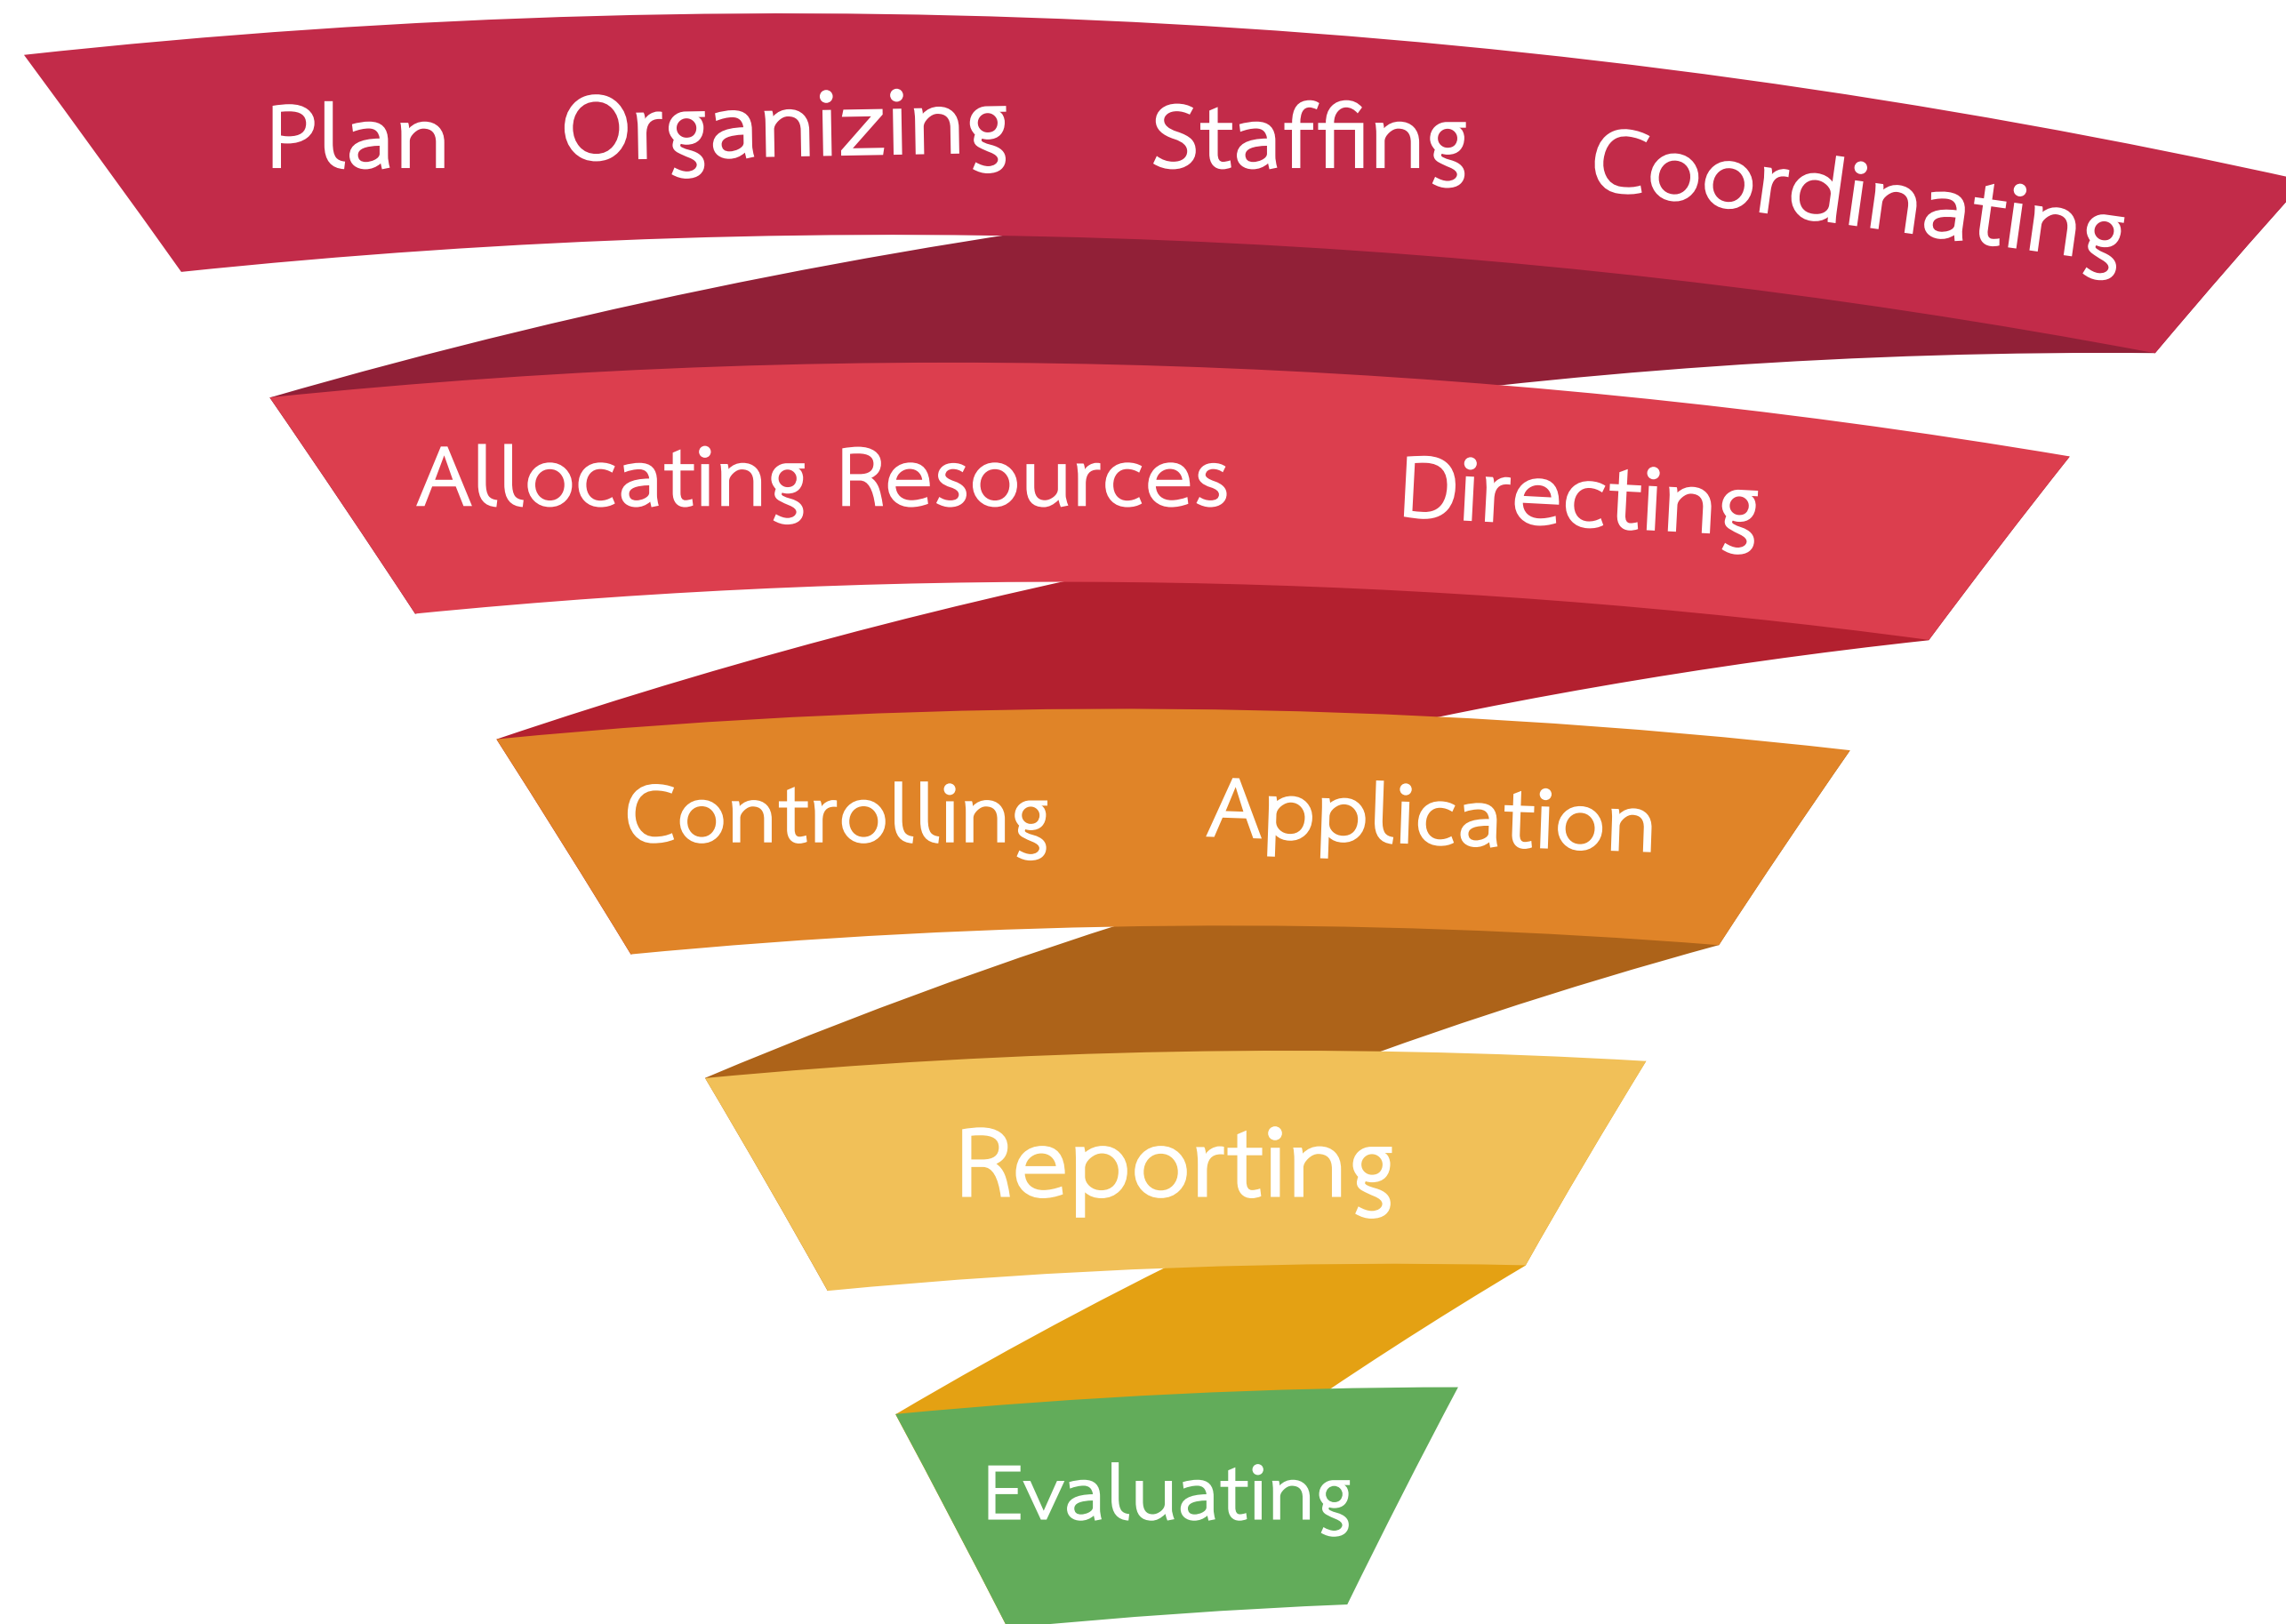 Plan Organizing Staffing Coordinating
Allocating Resources Directing
Controlling Application
Reporting
Evaluating